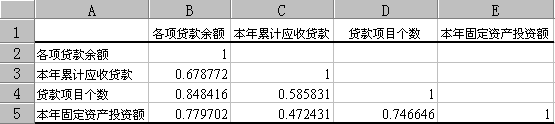 A B C D E
1 各项贷款余额 本年累计应收贷款 贷款项目个数 本年固定资产投资额
2 各项贷款余额 1
3 本年累计应收贷款 0.678772 1
4 贷款项目个数 0.848416 0.585831 1
5 本年固定资产投资额 0.779702 0.472431 0.746646 1